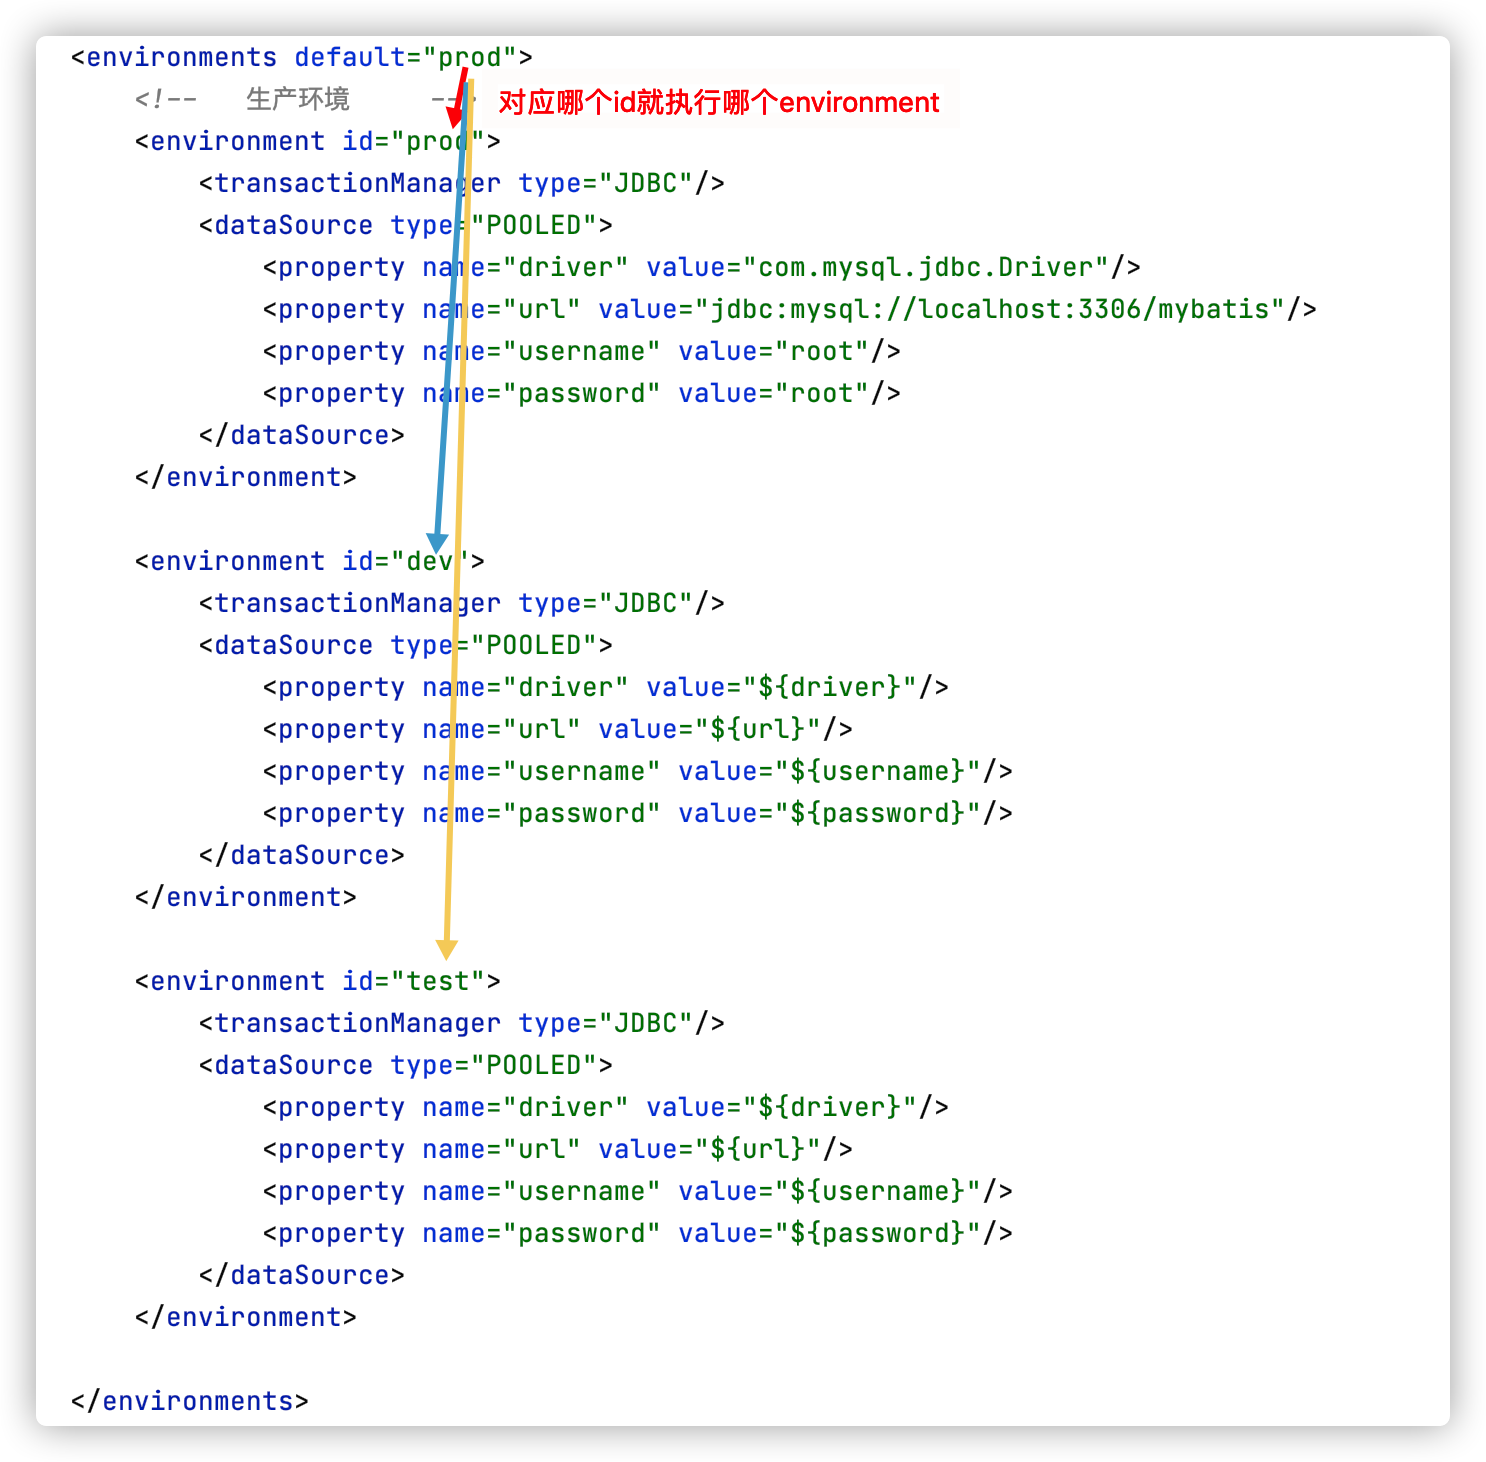 <environments default="prod">
    <!--   生产环境     --> 对应哪个id就执行哪个environment
    <environment id="prod">
        <transactionManager type="JDBC"/>
        <dataSource type="POOLED">
            <property name="driver" value="com.mysql.jdbc.Driver"/>
            <property name="url" value="jdbc:mysql://localhost:3306/mybatis"/>
            <property name="username" value="root"/>
            <property name="password" value="root"/>
        </dataSource>
    </environment>

    <environment id="dev">
        <transactionManager type="JDBC"/>
        <dataSource type="POOLED">
            <property name="driver" value="${driver}"/>
            <property name="url" value="${url}"/>
            <property name="username" value="${username}"/>
            <property name="password" value="${password}"/>
        </dataSource>
    </environment>

    <environment id="test">
        <transactionManager type="JDBC"/>
        <dataSource type="POOLED">
            <property name="driver" value="${driver}"/>
            <property name="url" value="${url}"/>
            <property name="username" value="${username}"/>
            <property name="password" value="${password}"/>
        </dataSource>
    </environment>

</environments>